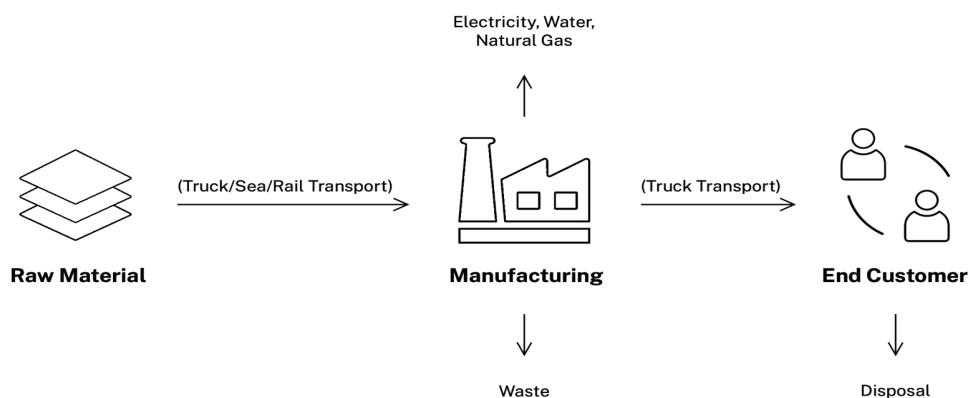 Electricity, Water,
Natural Gas
(Truck/Sea/Rail Transport)
(Truck Transport)
Raw Material
Manufacturing
End Customer
Waste
Disposal